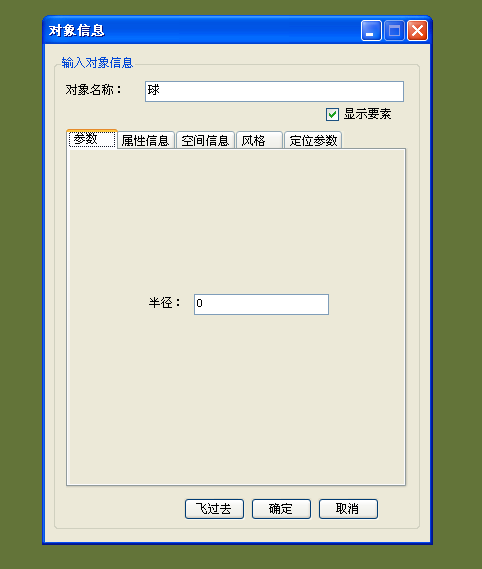 对象信息
输入对象信息
对象名称： 球
显示要素
参数 属性信息 空间信息 风格 定位参数
半径： 0
飞过去 确定 取消